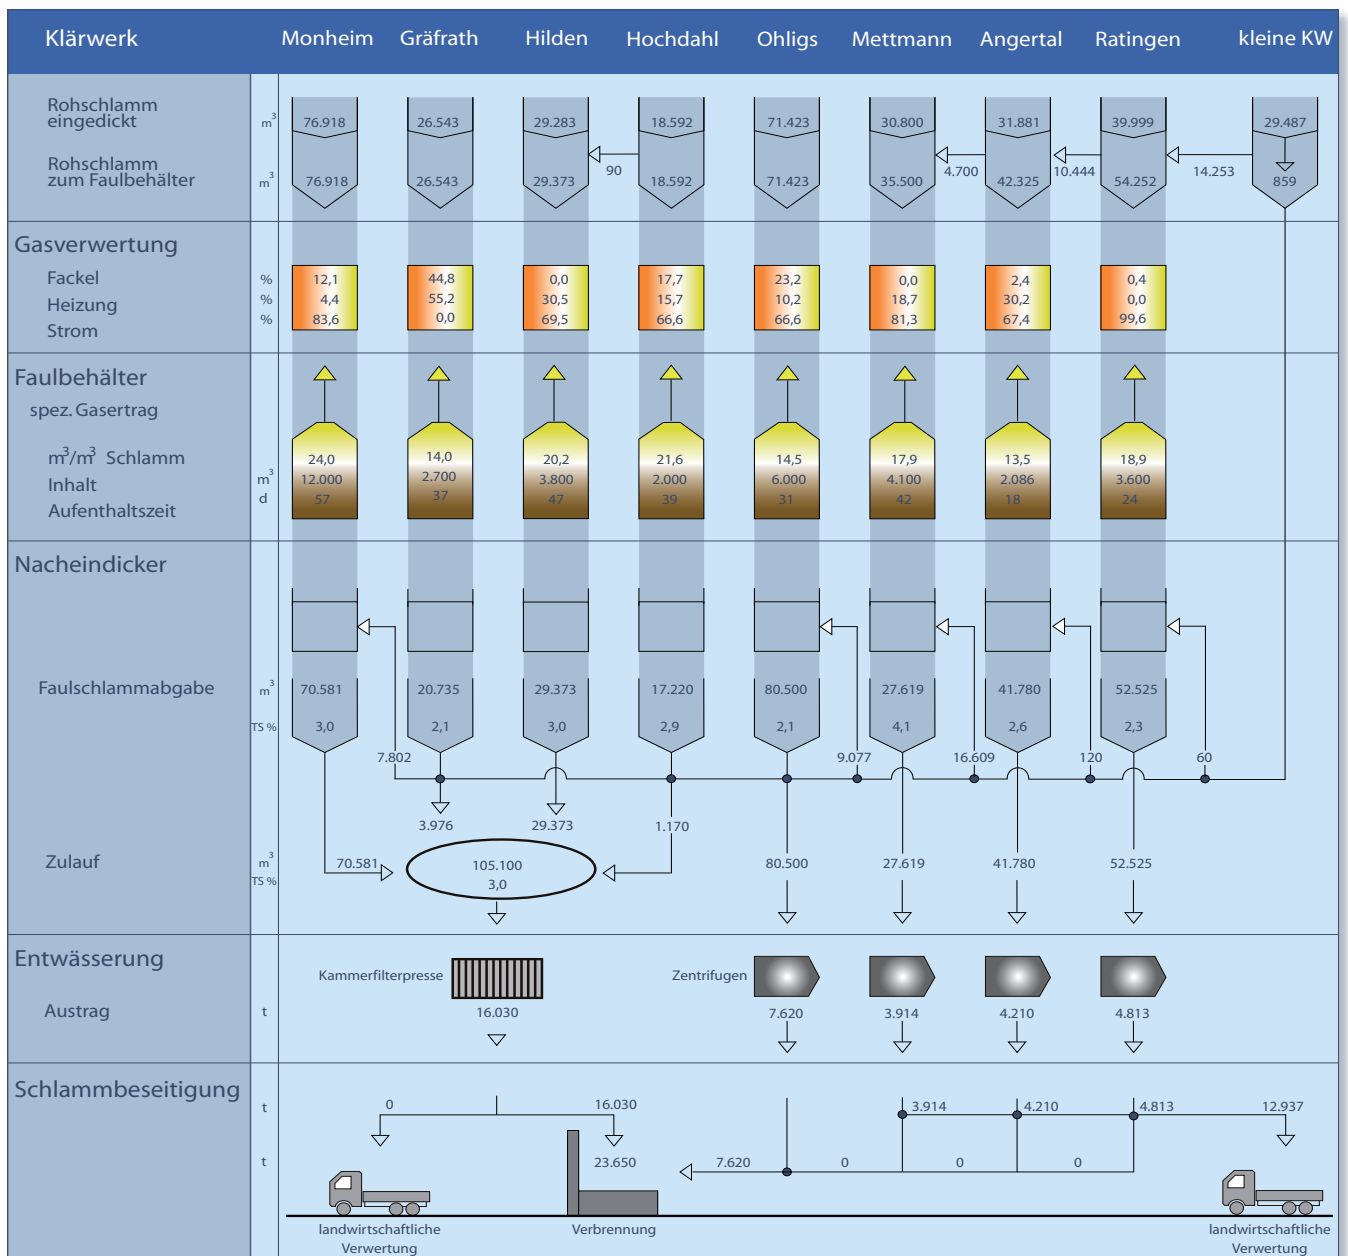 Klärwerk Monheim Gräfrath Hilden Hochdahl Ohligs Mettmann Angertal Ratingen kleine KW
Rohschlamm
eingedickt m³ 76.918 26.543 29.283 18.592 71.423 30.800 31.881 39.999 29.487
90 4.700 10.444 14.253
Rohschlamm
zum Faulbehälter m³ 76.918 26.543 29.373 18.592 71.423 35.500 42.325 54.252 859
Gasverwertung
Fackel % 12,1 44,8 0,0 17,7 23,2 0,0 2,4 0,4
Heizung % 4,4 55,2 30,5 15,7 10,2 18,7 30,2 0,0
Strom % 83,6 0,0 69,5 66,6 66,6 81,3 67,4 99,6
Faulbehälter
spez. Gasertrag
m³/m³ Schlamm 24,0 14,0 20,2 21,6 14,5 17,9 13,5 18,9
Inhalt m³ 12.000 2.700 3.800 2.000 6.000 4.100 2.086 3.600
Aufenthaltszeit d 57 37 47 39 31 42 18 24
Nacheindicker
Faulschlammabgabe m³ 70.581 20.735 29.373 17.220 80.500 27.619 41.780 52.525
TS % 3,0 2,1 3,0 2,9 2,1 4,1 2,6 2,3
7.802 9.077 16.609 120 60
3.976 29.373 1.170
Zulauf m³ 70.581 105.100 80.500 27.619 41.780 52.525
TS % 3,0
Entwässerung
Kammerfilterpresse Zentrifugen
Austrag t 16.030 7.620 3.914 4.210 4.813
Schlammbeseitigung
t 0 16.030 3.914 4.210 4.813 12.937
t 23.650 7.620 0 0 0
landwirtschaftliche Verbrennung landwirtschaftliche
Verwertung Verwertung